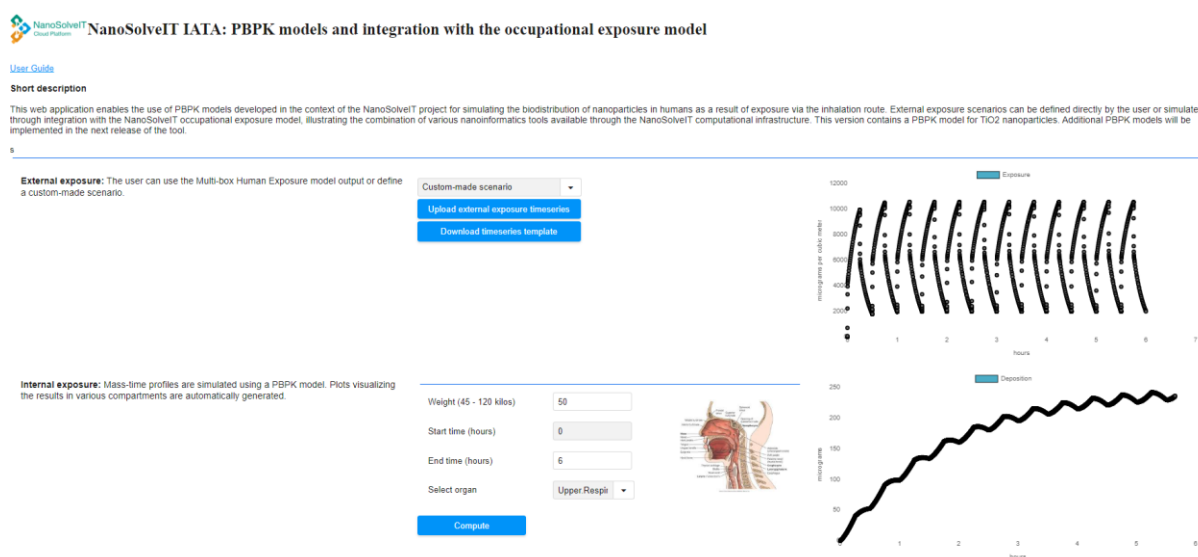 NanoSolveIT
Cloud Platform
NanoSolveIT IATA: PBPK models and integration with the occupational exposure model
User Guide
Short description
This web application enables the use of PBPK models developed in the context of the NanoSolveIT project for simulating the biodistribution of nanoparticles in humans as a result of exposure via the inhalation route. External exposure scenarios can be defined directly by the user or simulate
through integration with the NanoSolveIT occupational exposure model, illustrating the combination of various nanoinformatics tools available through the NanoSolveIT computational infrastructure. This version contains a PBPK model for TiO2 nanoparticles. Additional PBPK models will be
implemented in the next release of the tool.
s
External exposure: The user can use the Multi-box Human Exposure model output or define
a custom-made scenario.
Custom-made scenario
Upload external exposure timeseries
Download timeseries template
Exposure
12000
10000
8000
6000
4000
2000
0
micrograms per cubic meter
0 1 2 3 4 5 6 7
hours
Internal exposure: Mass-time profiles are simulated using a PBPK model. Plots visualizing
the results in various compartments are automatically generated.
Weight (45 - 120 kilos)
50
Start time (hours)
0
End time (hours)
6
Select organ
Upper.Respir
Compute
Deposition
250
200
150
100
50
0
micrograms
1 2 3 4 5 6
hours